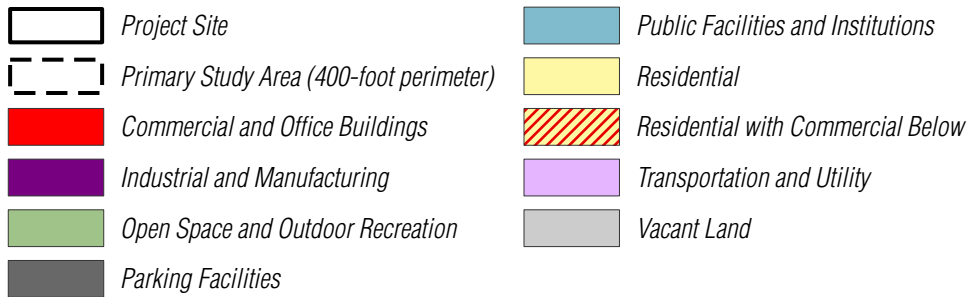 Project Site
Primary Study Area (400-foot perimeter)
Commercial and Office Buildings
Industrial and Manufacturing
Open Space and Outdoor Recreation
Parking Facilities
Public Facilities and Institutions
Residential
Residential with Commercial Below
Transportation and Utility
Vacant Land